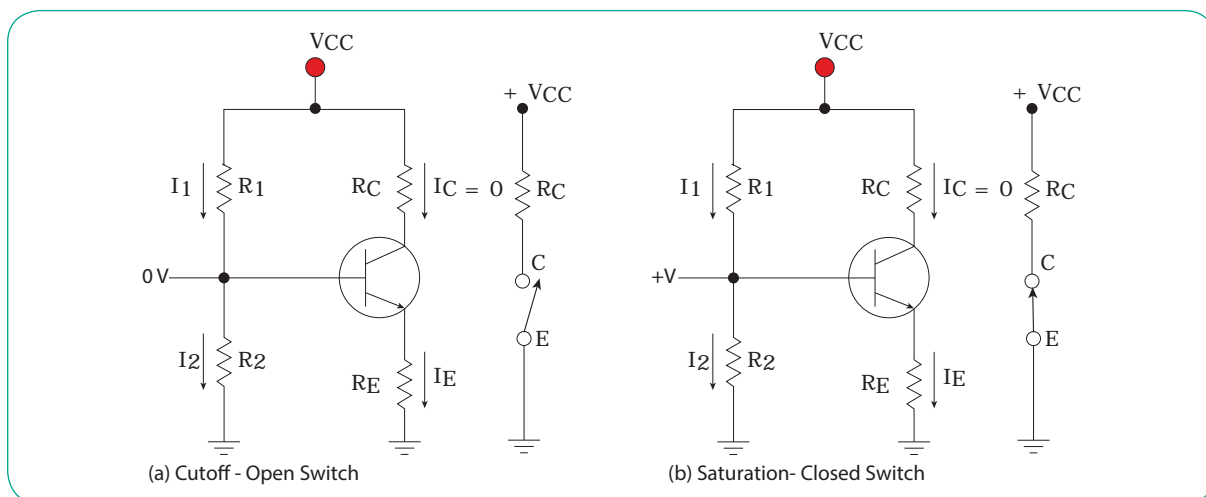 VCC
+ VCC
I1
R1
RC
IC = 0
RC
0 V
C
E
I2
R2
RE
IE
(a) Cutoff - Open Switch
VCC
+ VCC
I1
R1
RC
IC = 0
RC
+V
C
E
I2
R2
RE
IE
(b) Saturation- Closed Switch